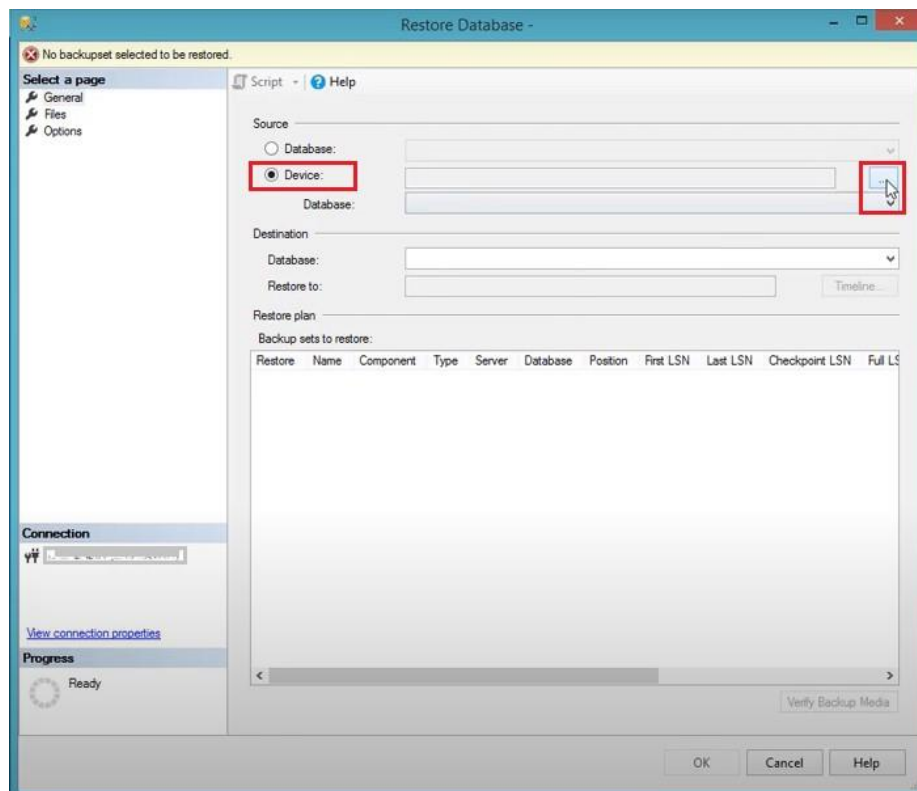 Restore Database -
No backupset selected to be restored.
Select a page
General
Files
Options
Script
Help
Source
Database:
Device:
...
Database:
Destination
Database:
Restore to:
Timeline...
Restore plan
Backup sets to restore:
Restore Name Component Type Server Database Position First LSN Last LSN Checkpoint LSN Full LS
Connection
View connection properties
Progress
Ready
Verify Backup Media
OK Cancel Help